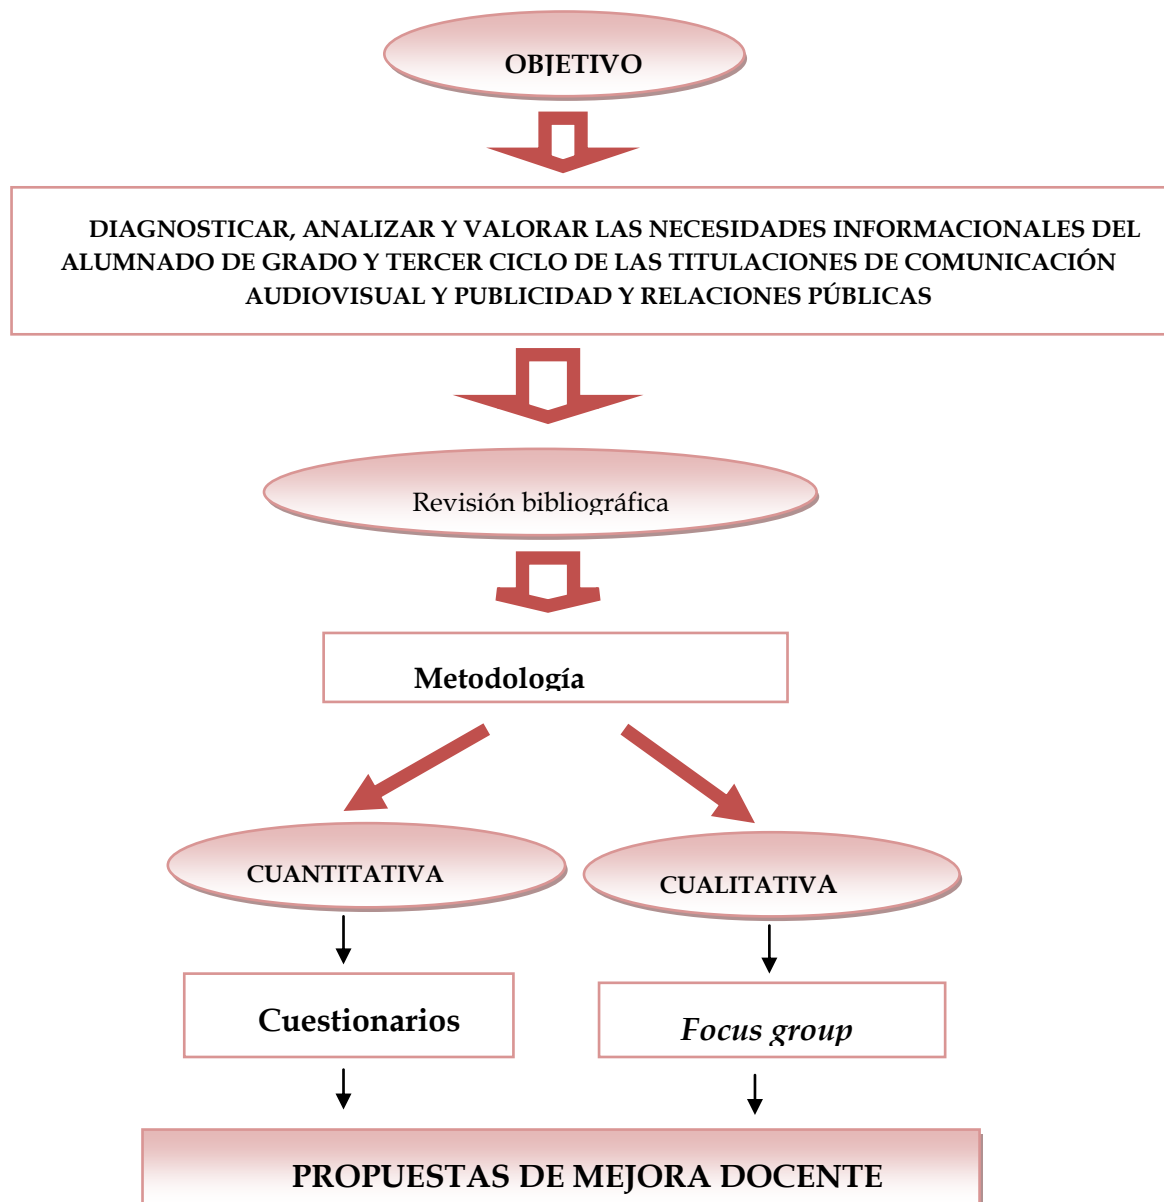 OBJETIVO
DIAGNOSTICAR, ANALIZAR Y VALORAR LAS NECESIDADES INFORMACIONALES DEL
ALUMNADO DE GRADO Y TERCER CICLO DE LAS TITULACIONES DE COMUNICACIÓN
AUDIOVISUAL Y PUBLICIDAD Y RELACIONES PÚBLICAS
Revisión bibliográfica
Metodología
CUANTITATIVA
CUALITATIVA
Cuestionarios
Focus group
PROPUESTAS DE MEJORA DOCENTE